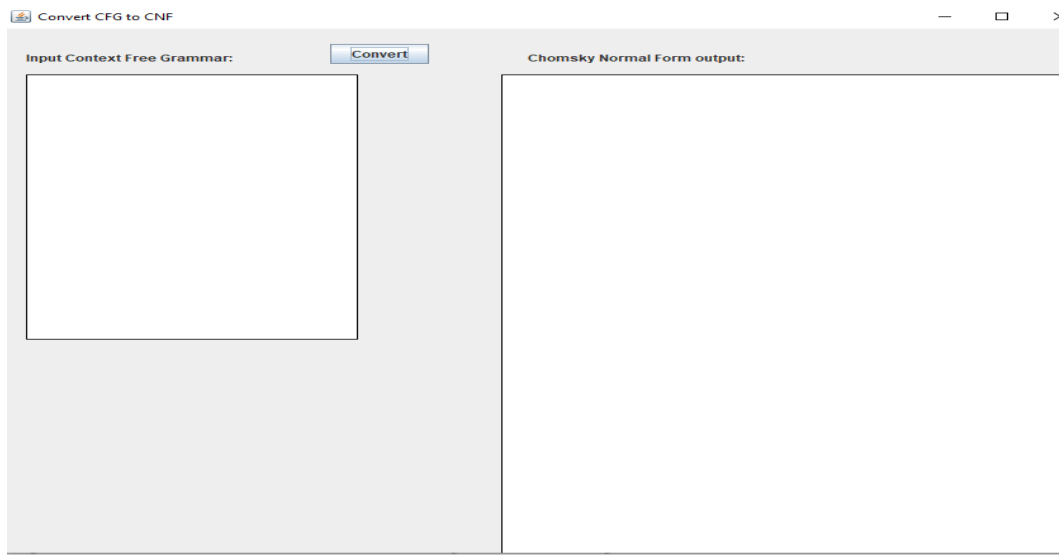 Convert CFG to CNF
Input Context Free Grammar:
Convert
Chomsky Normal Form output: